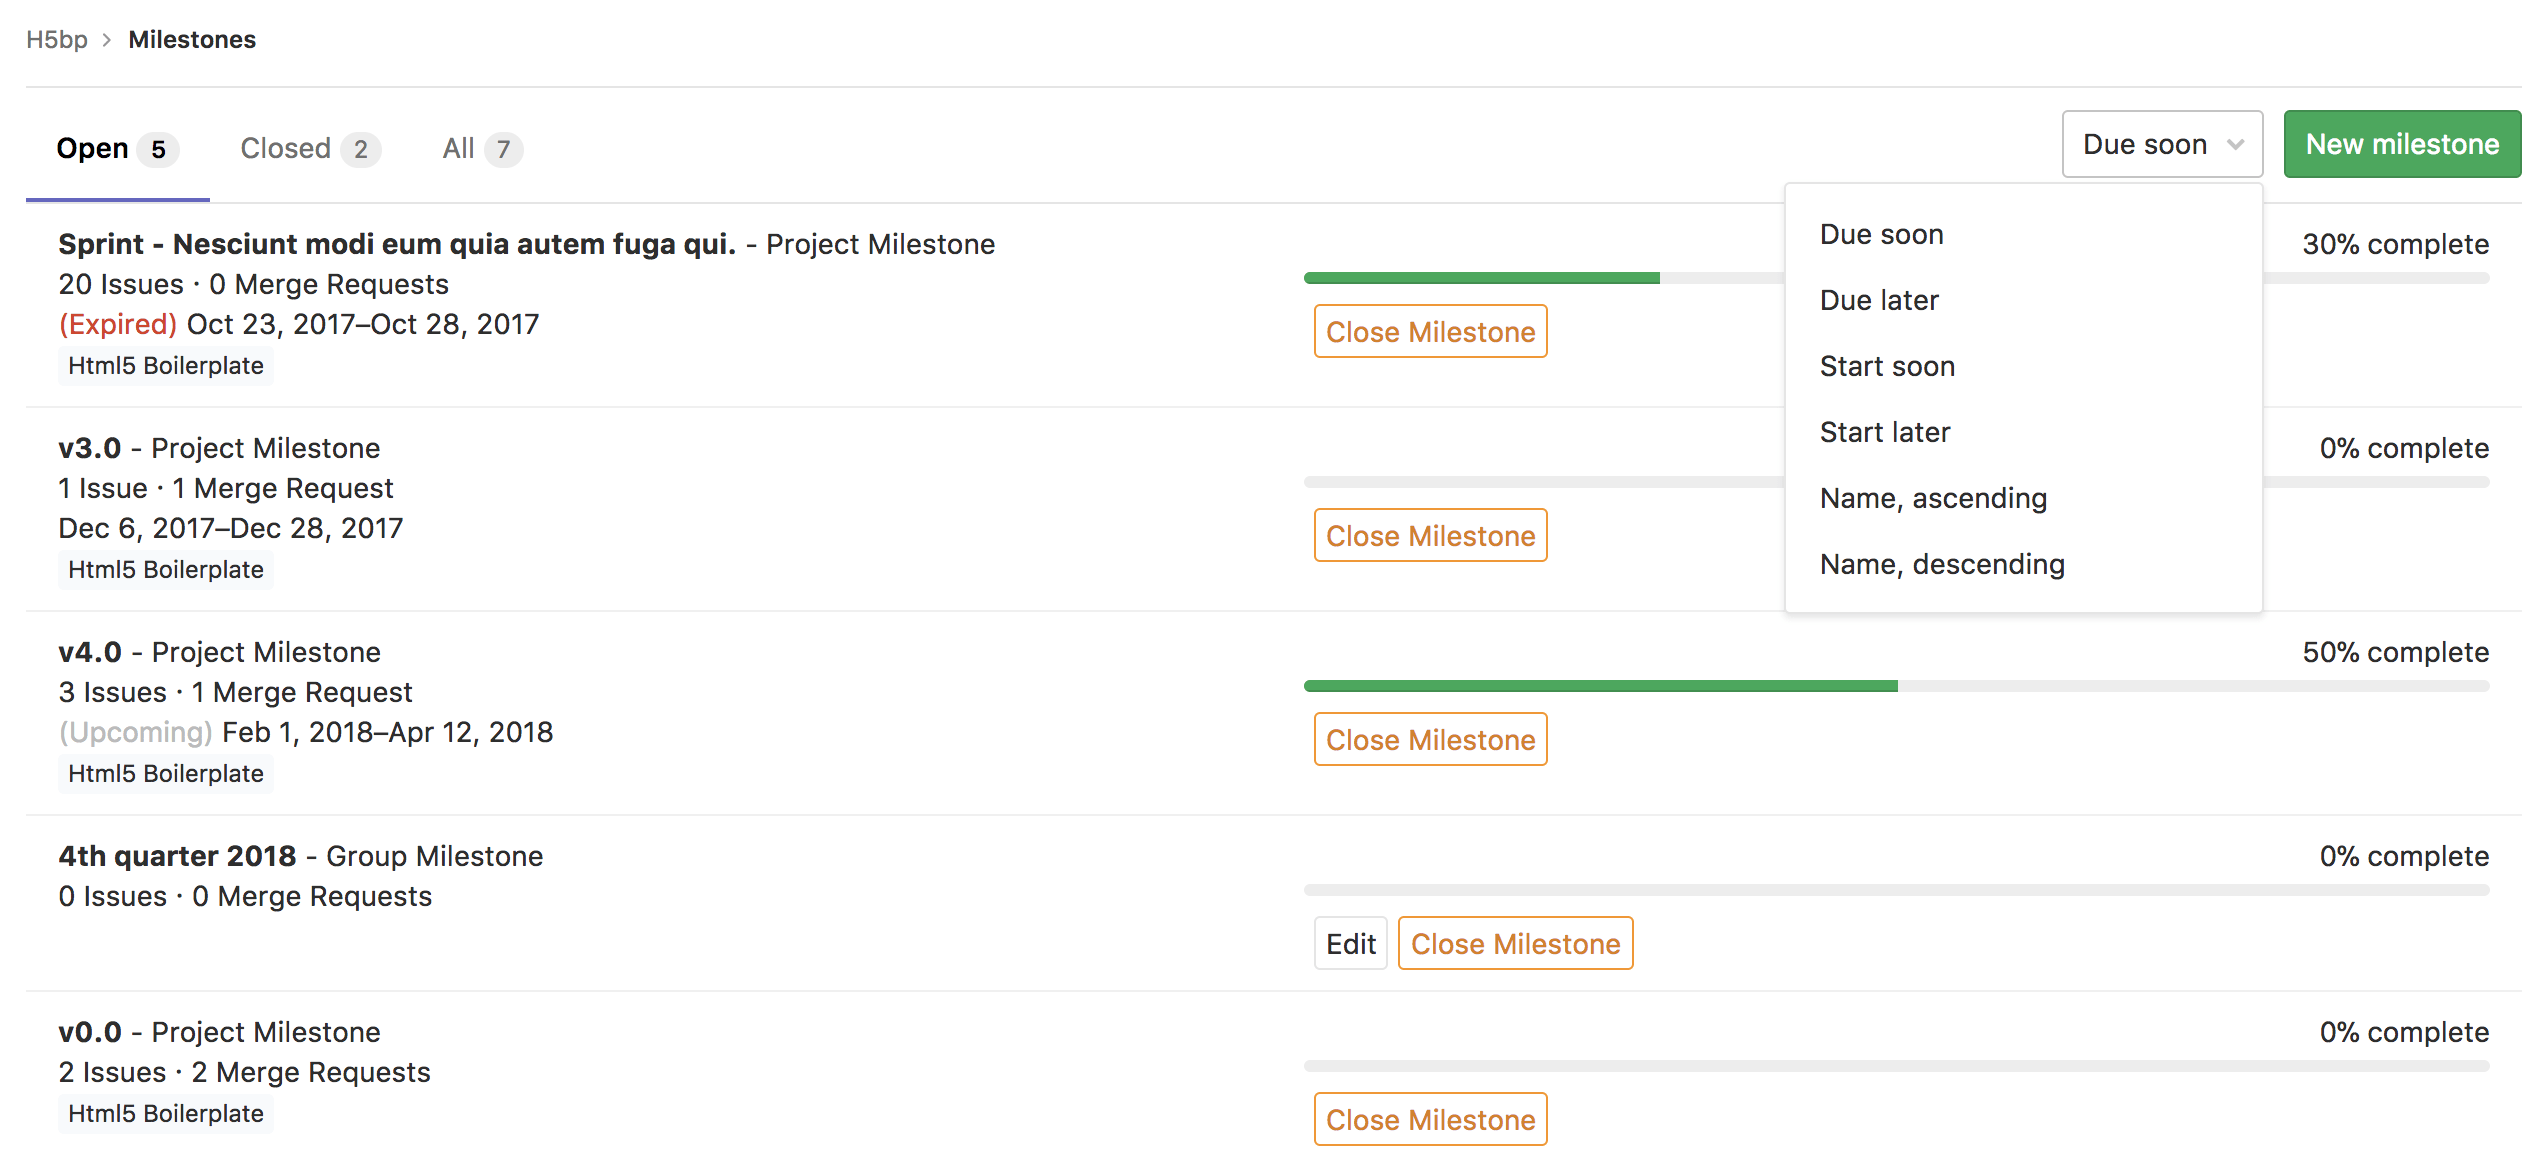 H5bp > Milestones
Open 5 Closed 2 All 7
Due soon New milestone
Due soon
Due later
Start soon
Start later
Name, ascending
Name, descending
Sprint - Nesciunt modi eum quia autem fuga qui. - Project Milestone
20 Issues · 0 Merge Requests
(Expired) Oct 23, 2017–Oct 28, 2017
Html5 Boilerplate
30% complete
Close Milestone
v3.0 - Project Milestone
1 Issue · 1 Merge Request
Dec 6, 2017–Dec 28, 2017
Html5 Boilerplate
0% complete
Close Milestone
v4.0 - Project Milestone
3 Issues · 1 Merge Request
(Upcoming) Feb 1, 2018–Apr 12, 2018
Html5 Boilerplate
50% complete
Close Milestone
4th quarter 2018 - Group Milestone
0 Issues · 0 Merge Requests
0% complete
Edit Close Milestone
v0.0 - Project Milestone
2 Issues · 2 Merge Requests
Html5 Boilerplate
0% complete
Close Milestone